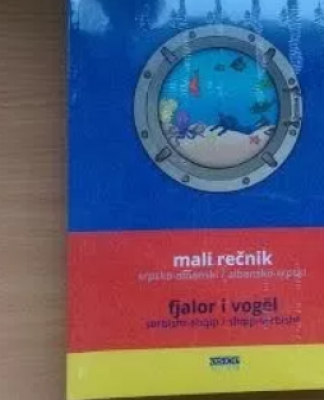 mali rečnik
srpsko-albanski / albansko-srpski
fjalor i vogël
serbisht-shqip / shqip-serbisht